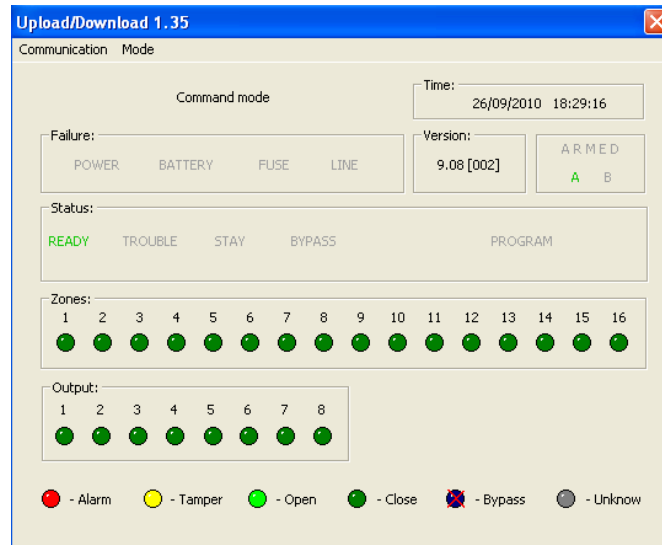 Upload/Download 1.35
Communication Mode
Command mode
Time:
26/09/2010 18:29:16
Failure:
POWER BATTERY FUSE LINE
Version:
9.08 [002]
ARMED
A B
Status:
READY TROUBLE STAY BYPASS PROGRAM
Zones:
1 2 3 4 5 6 7 8 9 10 11 12 13 14 15 16
Output:
1 2 3 4 5 6 7 8
- Alarm - Tamper - Open - Close - Bypass - Unknow